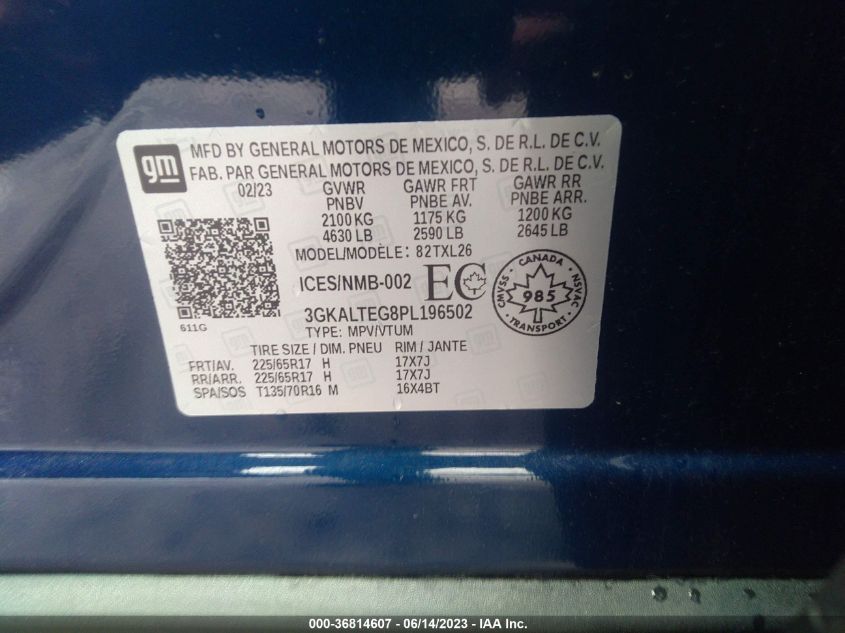 gm
MFD BY GENERAL MOTORS DE MEXICO, S. DE R.L. DE C.V.
FAB. PAR GENERAL MOTORS DE MEXICO, S. DE R.L. DE C.V.
02/23 GVWR GAWR FRT GAWR RR
PNBV PNBE AV. PNBE ARR.
2100 KG 1175 KG 1200 KG
4630 LB 2590 LB 2645 LB
MODEL/MODÈLE: 82TXL26
ICES/NMB-002 EC
CANADA
CMVSS 985 NSVAC
TRANSPORT
3GKALTEG8PL196502
611G
TYPE: MPV/VTUM
TIRE SIZE / DIM. PNEU RIM / JANTE
FRT/AV. 225/65R17 H 17X7J
RR/ARR. 225/65R17 H 17X7J
SPA/SOS T135/70R16 M 16X4BT
000-36814607 - 06/14/2023 - IAA Inc.